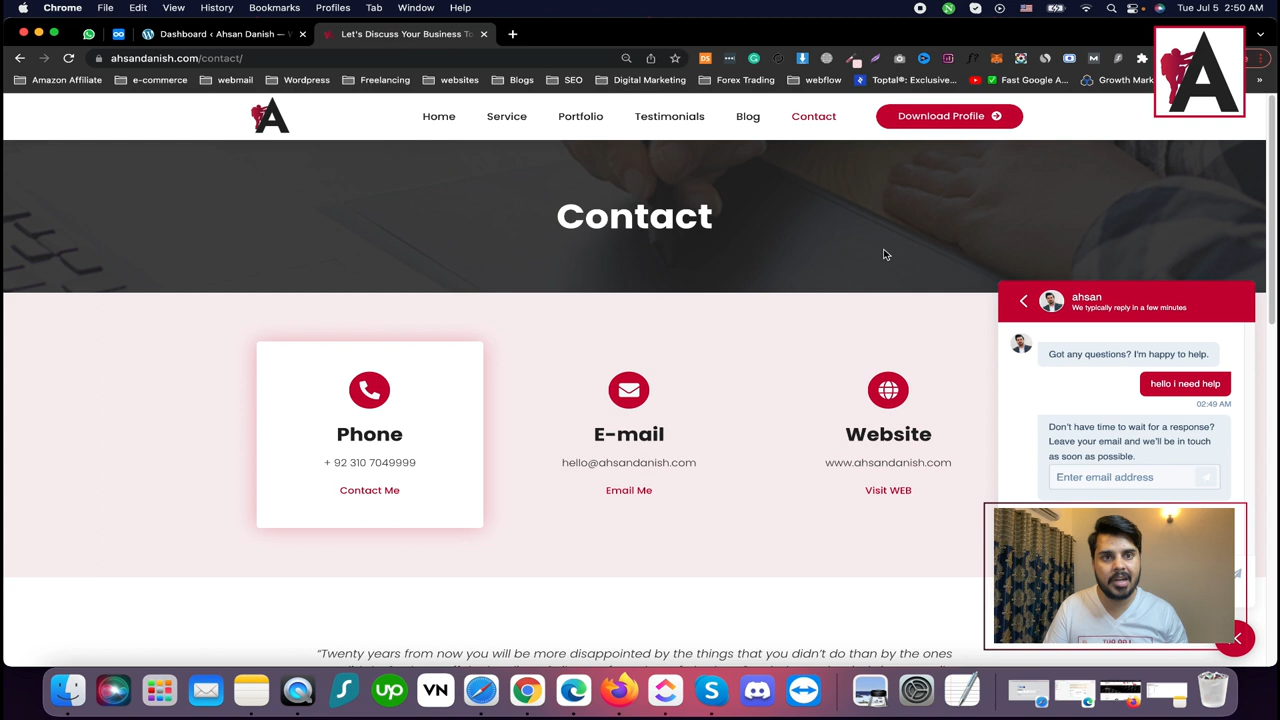 Chrome File Edit View History Bookmarks Profiles Tab Window Help
Tue Jul 5 2:50 AM
Dashboard ‹ Ahsan Danish — W
Let's Discuss Your Business To
ahsandanish.com/contact/
Amazon Affiliate e-commerce webmail Wordpress Freelancing websites Blogs SEO Digital Marketing Forex Trading webflow Toptal®: Exclusive... Fast Google A... Growth Mark
A
A
Home Service Portfolio Testimonials Blog Contact Download Profile
Contact
ahsan
We typically reply in a few minutes
Got any questions? I'm happy to help.
hello i need help
02:49 AM
Don't have time to wait for a response?
Leave your email and we'll be in touch
as soon as possible.
Enter email address
Phone
+ 92 310 7049999
Contact Me
E-mail
hello@ahsandanish.com
Email Me
Website
www.ahsandanish.com
Visit WEB
“Twenty years from now you will be more disappointed by the things that you didn’t do than by the ones
up VN